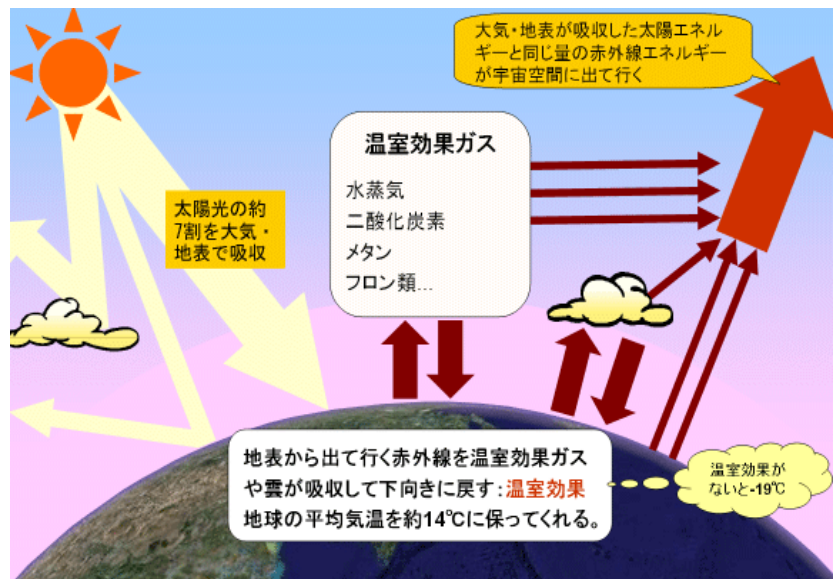 大気・地表が吸収した太陽エネル
ギーと同じ量の赤外線エネルギー
が宇宙空間に出て行く
温室効果ガス
水蒸気
二酸化炭素
メタン
フロン類…
太陽光の約
7割を大気・
地表で吸収
地表から出て行く赤外線を温室効果ガス
や雲が吸収して下向きに戻す:温室効果
地球の平均気温を約14℃に保ってくれる。
温室効果が
ないと-19℃